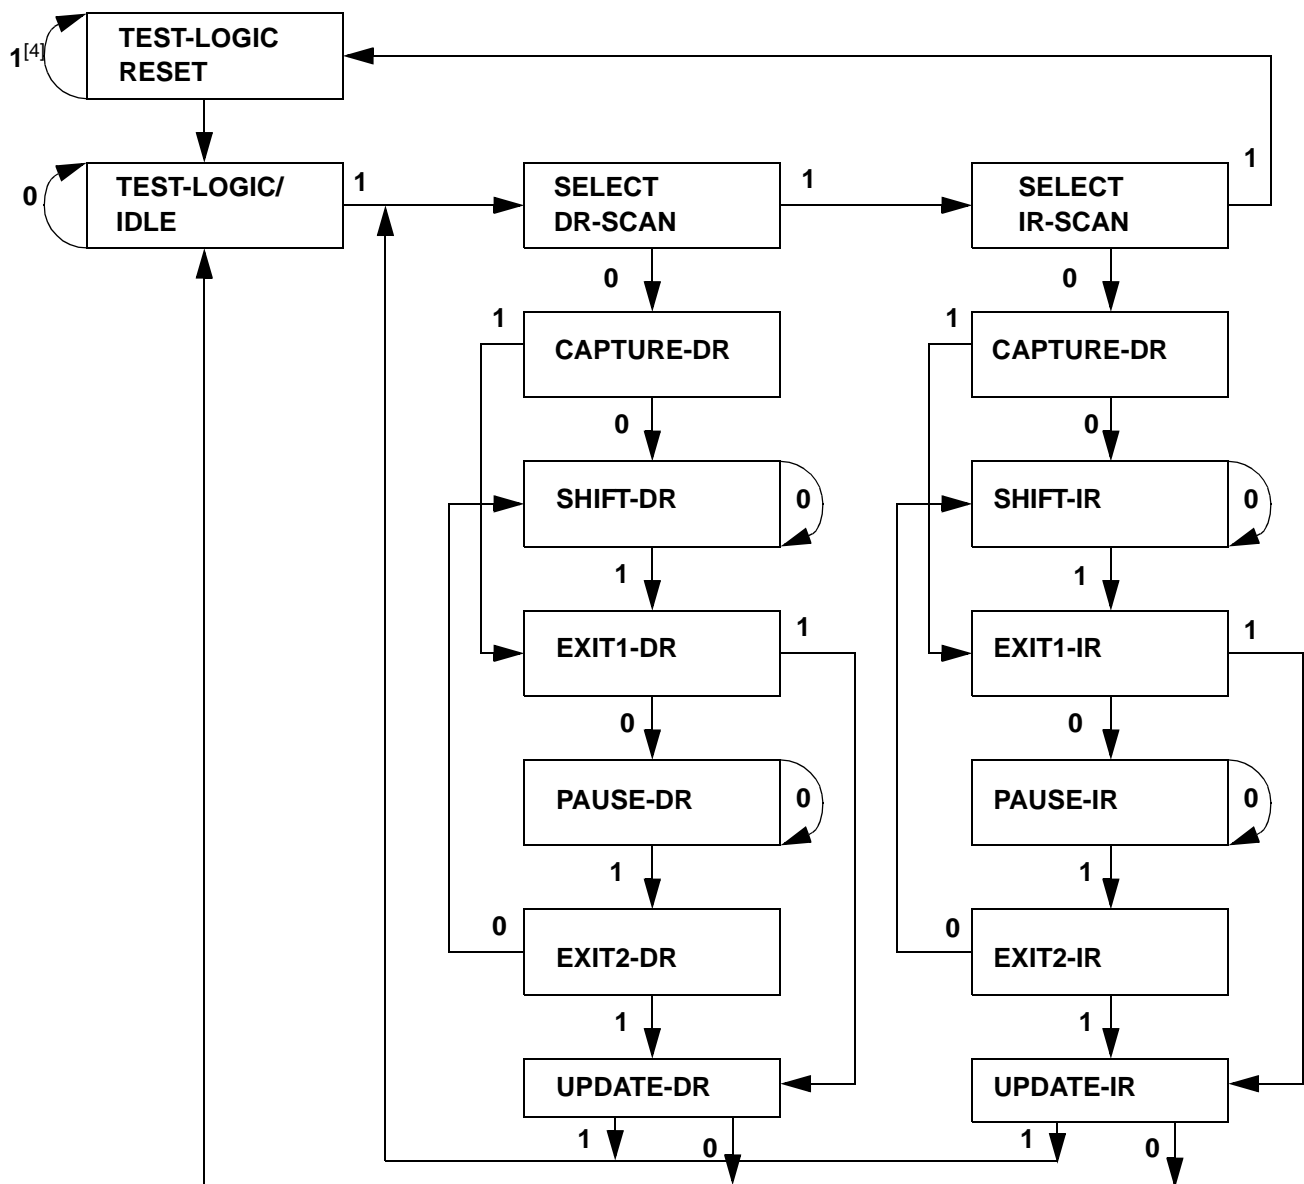 TEST-LOGIC
RESET
1[4]
TEST-LOGIC/
IDLE
0
1
SELECT
DR-SCAN
1
SELECT
IR-SCAN
1
0
0
1
CAPTURE-DR
1
CAPTURE-DR
0
0
SHIFT-DR
0
SHIFT-IR
0
1
1
EXIT1-DR
1
EXIT1-IR
1
0
0
PAUSE-DR
0
PAUSE-IR
0
1
1
0
EXIT2-DR
0
EXIT2-IR
1
1
UPDATE-DR
UPDATE-IR
1
0
1
0